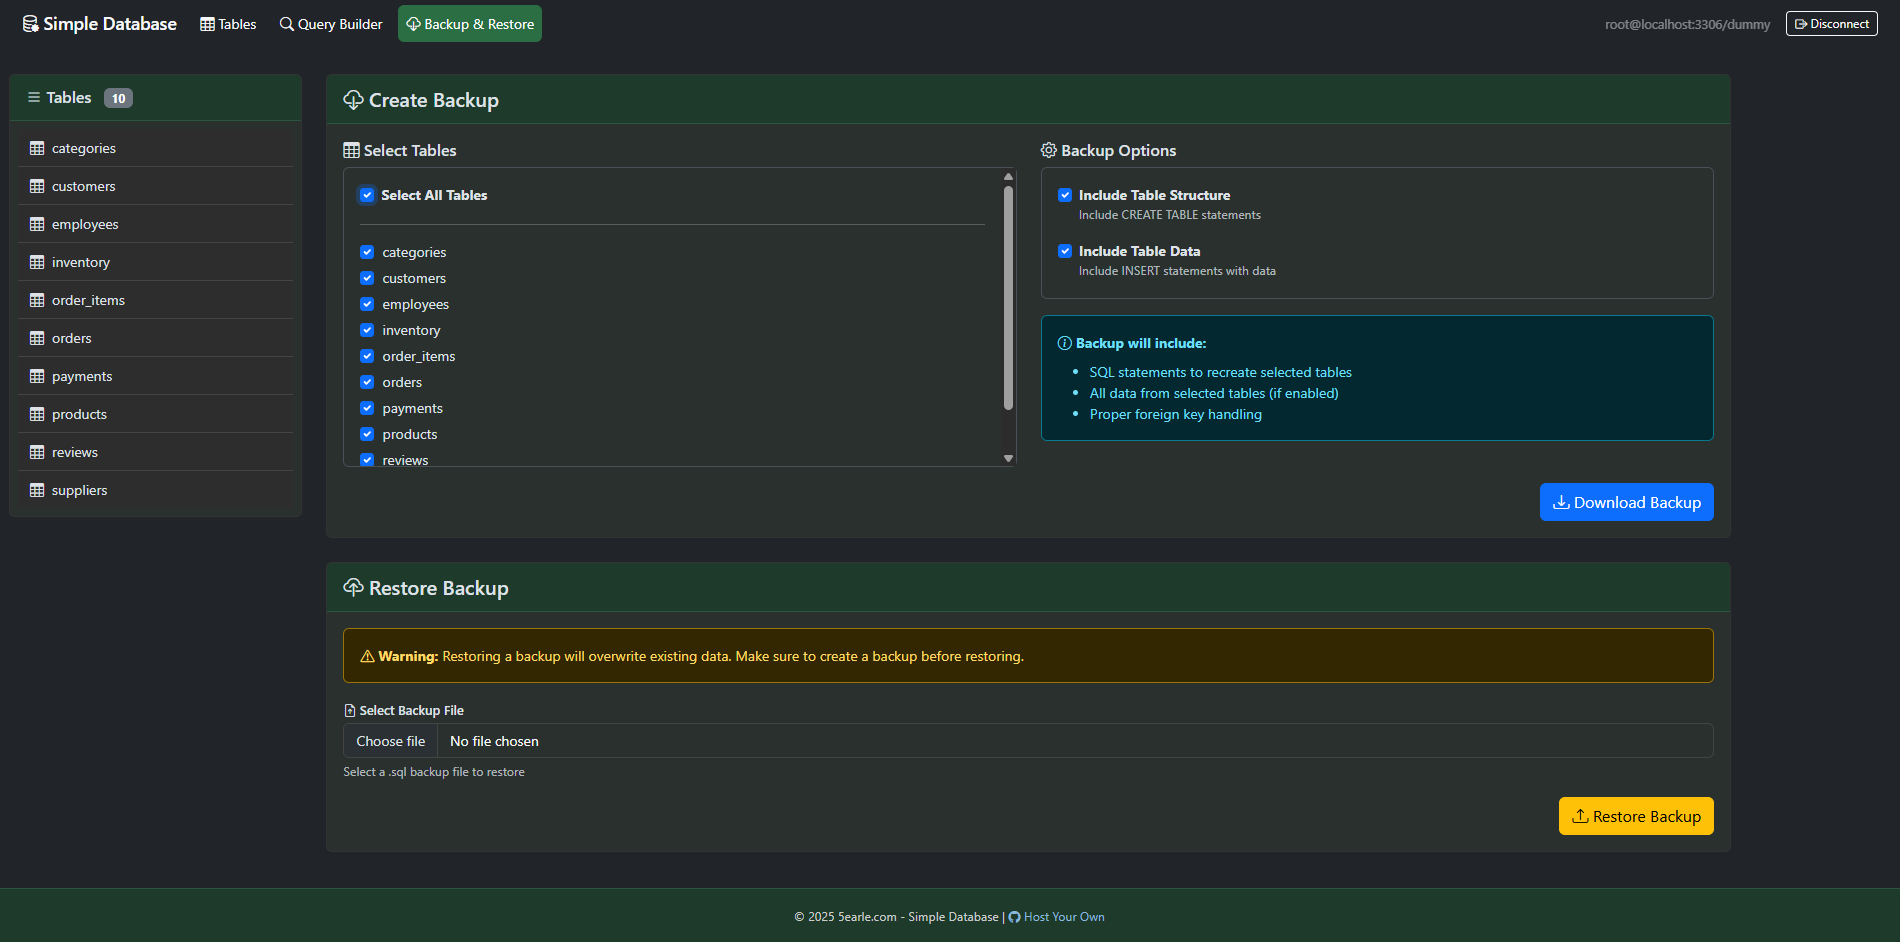 Simple Database
Tables
Query Builder
Backup & Restore
root@localhost:3306/dummy
Disconnect
Tables 10
categories
customers
employees
inventory
order_items
orders
payments
products
reviews
suppliers
Create Backup
Select Tables
Select All Tables
categories
customers
employees
inventory
order_items
orders
payments
products
reviews
Backup Options
Include Table Structure
Include CREATE TABLE statements
Include Table Data
Include INSERT statements with data
Backup will include:
SQL statements to recreate selected tables
All data from selected tables (if enabled)
Proper foreign key handling
Download Backup
Restore Backup
Warning: Restoring a backup will overwrite existing data. Make sure to create a backup before restoring.
Select Backup File
Choose file No file chosen
Select a .sql backup file to restore
Restore Backup
© 2025 5earle.com - Simple Database | Host Your Own